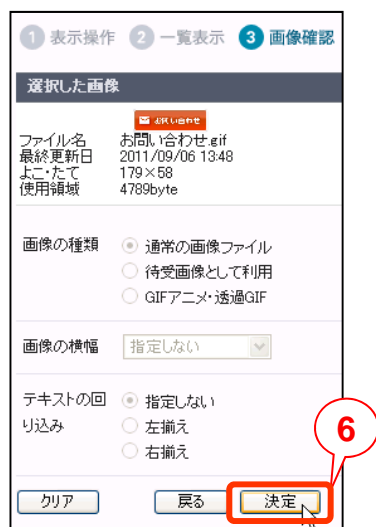 1 表示操作 2 一覧表示 3 画像確認
選択した画像
お問い合わせ
ファイル名 お問い合わせ.gif
最終更新日 2011/09/06 13:48
よこ・たて 179×58
使用領域 4789byte
画像の種類 通常の画像ファイル
待受画像として利用
GIFアニメ・透過GIF
画像の横幅 指定しない
テキストの回り込み 指定しない
左揃え
右揃え
6
クリア 戻る 決定